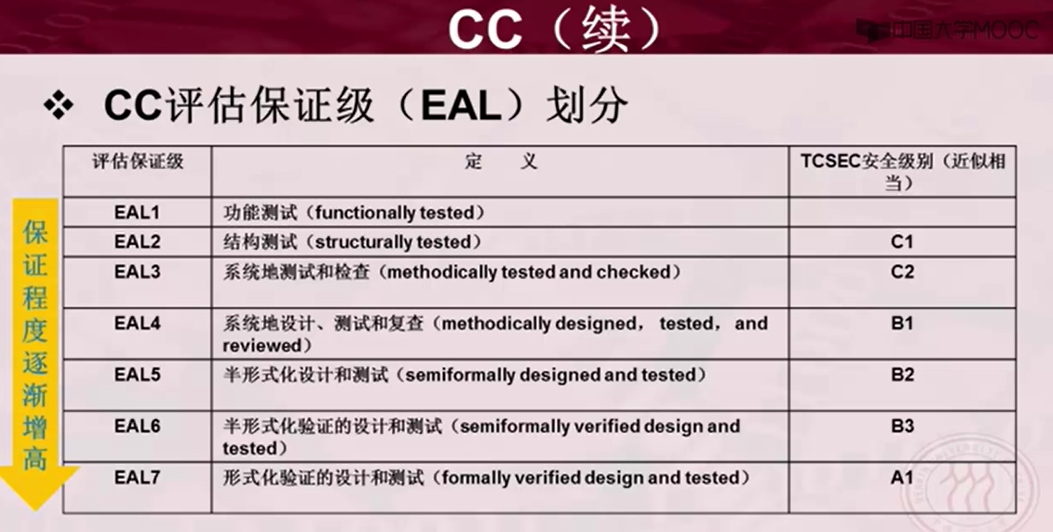 CC（续）
中国大学MOOC
❖ CC评估保证级（EAL）划分
评估保证级 定 义 TCSEC安全级别（近似相
当）
EAL1 功能测试（functionally tested）
EAL2 结构测试（structurally tested） C1
EAL3 系统地测试和检查（methodically tested and checked） C2
EAL4 系统地设计、测试和复查（methodically designed， tested， and B1
reviewed）
EAL5 半形式化设计和测试（semiformally designed and tested） B2
EAL6 半形式化验证的设计和测试（semiformally verified design and B3
tested）
EAL7 形式化验证的设计和测试（formally verified design and tested） A1
保证程度逐渐增高